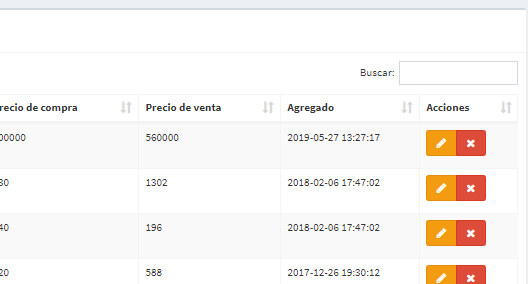 Buscar:
recio de compra Precio de venta Agregado Acciones
00000 560000 2019-05-27 13:27:17
30 1302 2018-02-06 17:47:02
40 196 2018-02-06 17:47:02
20 588 2017-12-26 19:30:12